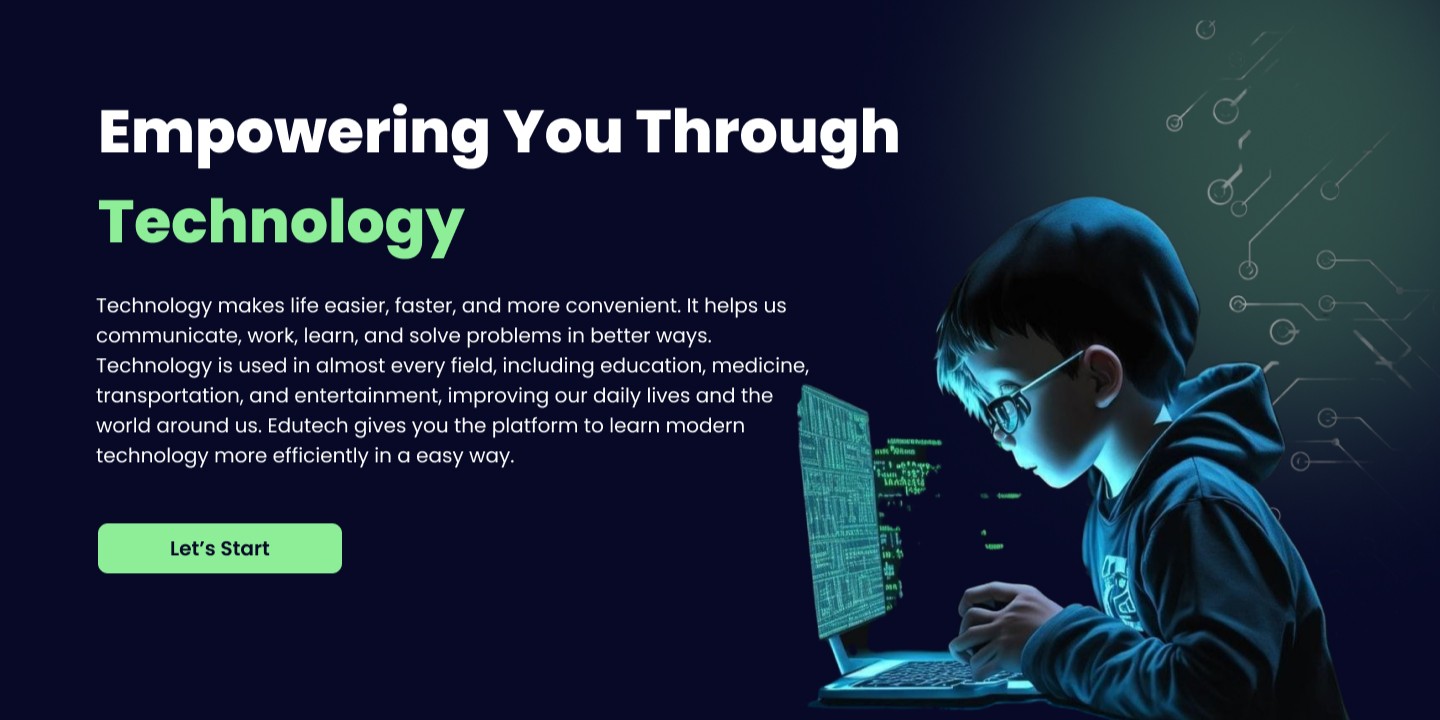 Empowering You Through
Technology
Technology makes life easier, faster, and more convenient. It helps us
communicate, work, learn, and solve problems in better ways.
Technology is used in almost every field, including education, medicine,
transportation, and entertainment, improving our daily lives and the
world around us. Edutech gives you the platform to learn modern
technology more efficiently in a easy way.
Let’s Start